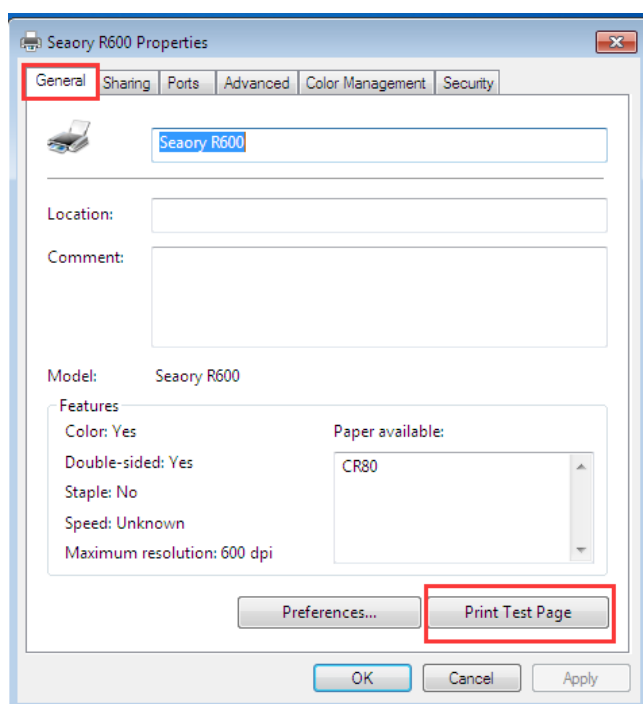 Seaory R600 Properties
General Sharing Ports Advanced Color Management Security
Seaory R600
Location:
Comment:
Model: Seaory R600
Features
Color: Yes
Paper available:
Double-sided: Yes
CR80
Staple: No
Speed: Unknown
Maximum resolution: 600 dpi
Preferences... Print Test Page
OK Cancel Apply